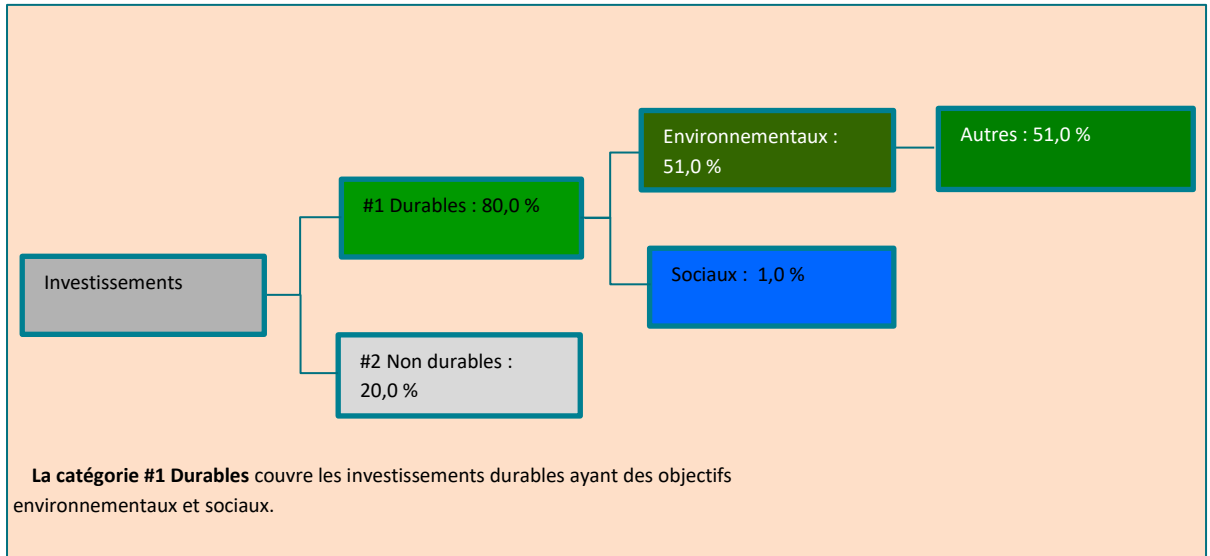 Environnementaux :
51,0 %
Autres : 51,0 %
#1 Durables : 80,0 %
Sociaux : 1,0 %
Investissements
#2 Non durables :
20,0 %
La catégorie #1 Durables couvre les investissements durables ayant des objectifs
environnementaux et sociaux.